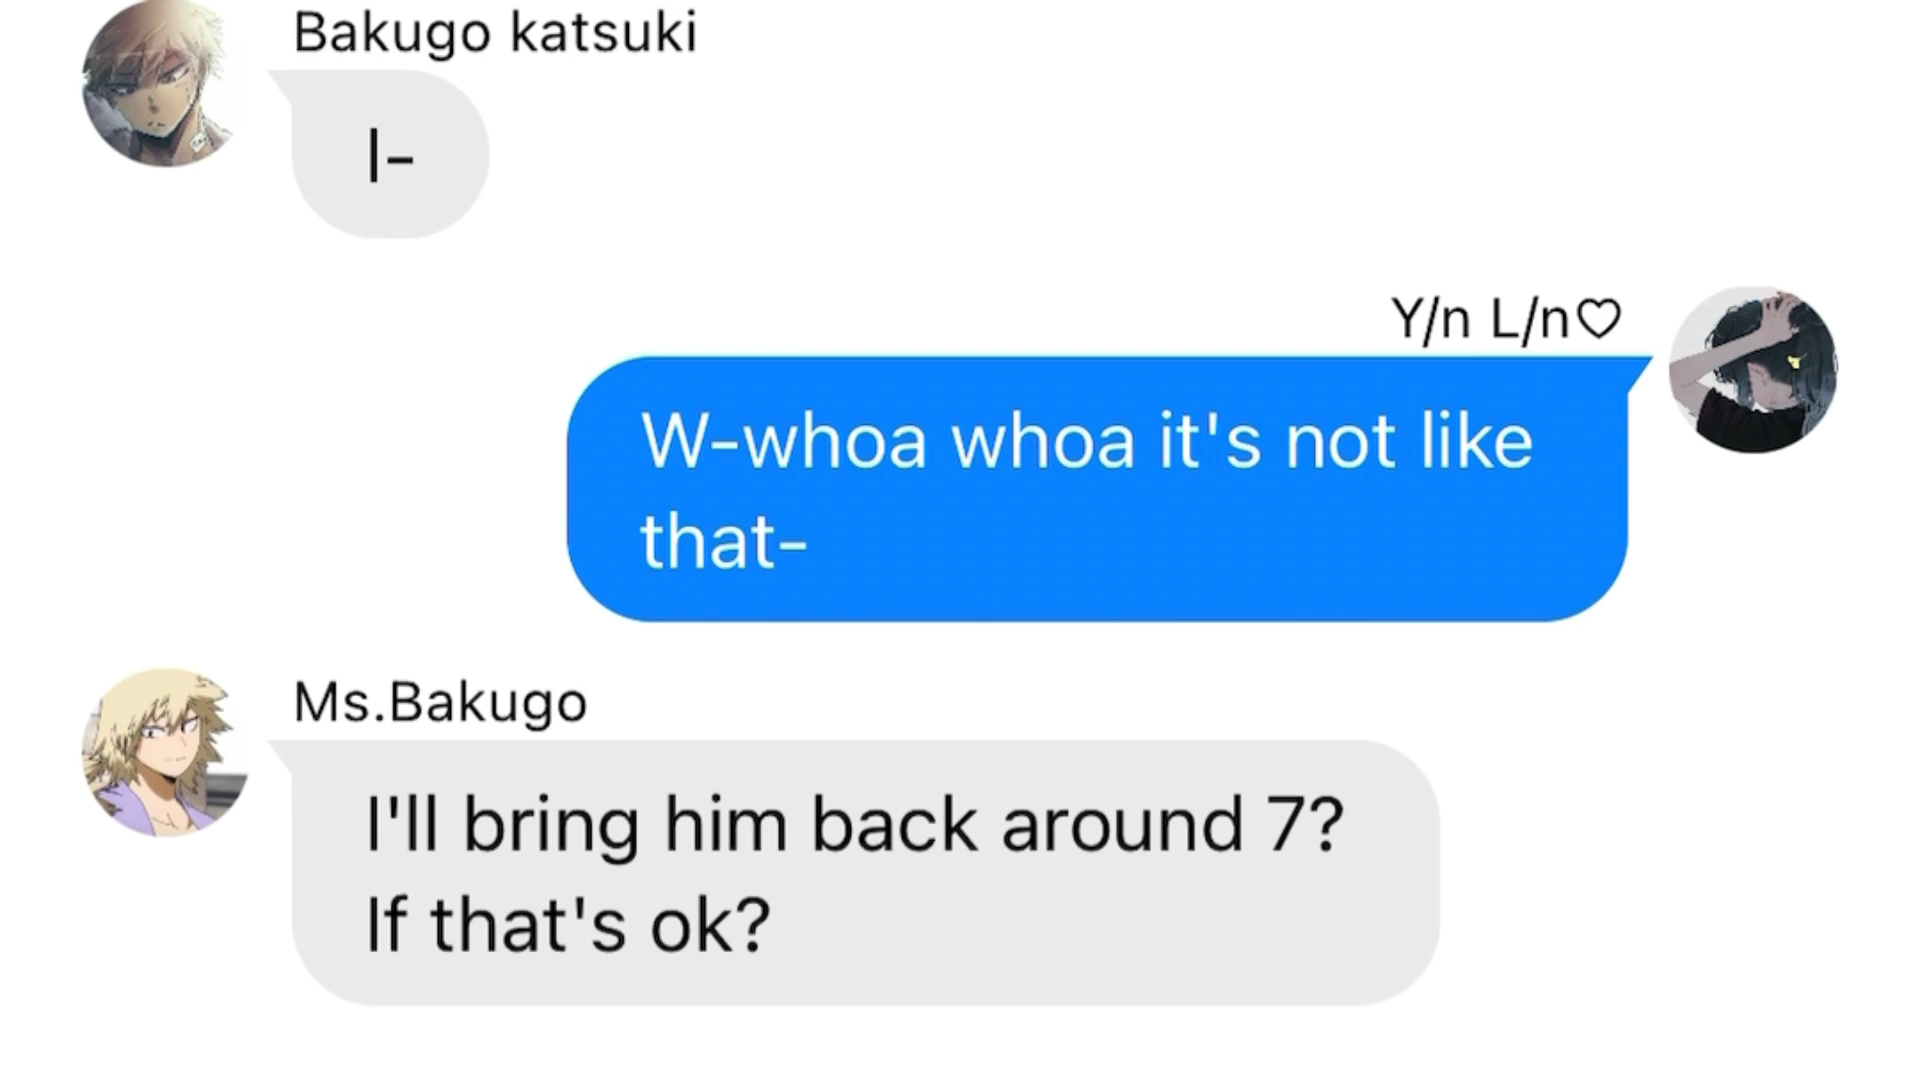 Bakugo katsuki
I-
Y/n L/n♡
W-whoa whoa it's not like
that-
Ms.Bakugo
I'll bring him back around 7?
If that's ok?